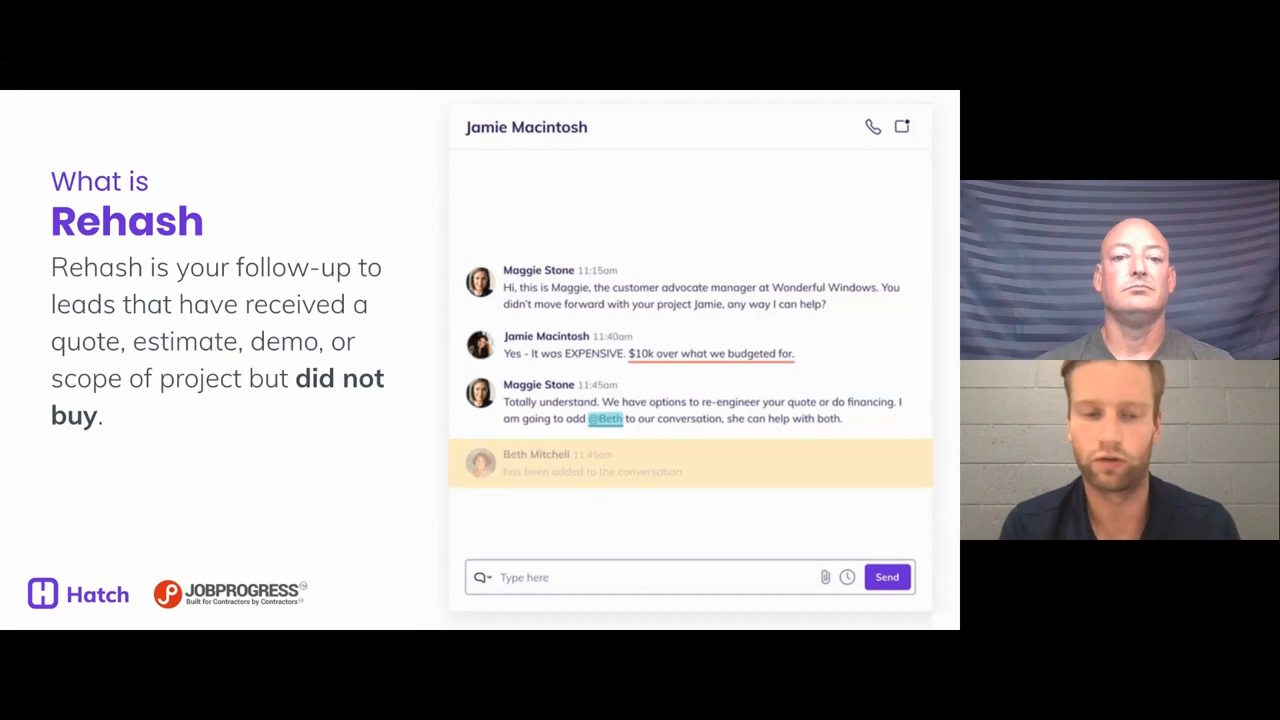 What is
Rehash
Rehash is your follow-up to
leads that have received a
quote, estimate, demo, or
scope of project but did not
buy.
Hatch
JOBPROGRESS
Built for Contractors by Contractors
Jamie Macintosh
Maggie Stone 11:15am
Hi, this is Maggie, the customer advocate manager at Wonderful Windows. You
didn't move forward with your project Jamie, any way I can help?
Jamie Macintosh 11:40am
Yes - It was EXPENSIVE. $10k over what we budgeted for.
Maggie Stone 11:45am
Totally understand. We have options to re-engineer your quote or do financing. I
am going to add @Beth to our conversation, she can help with both.
Beth Mitchell 11:45am
has been added to the conversation.
Type here
Send